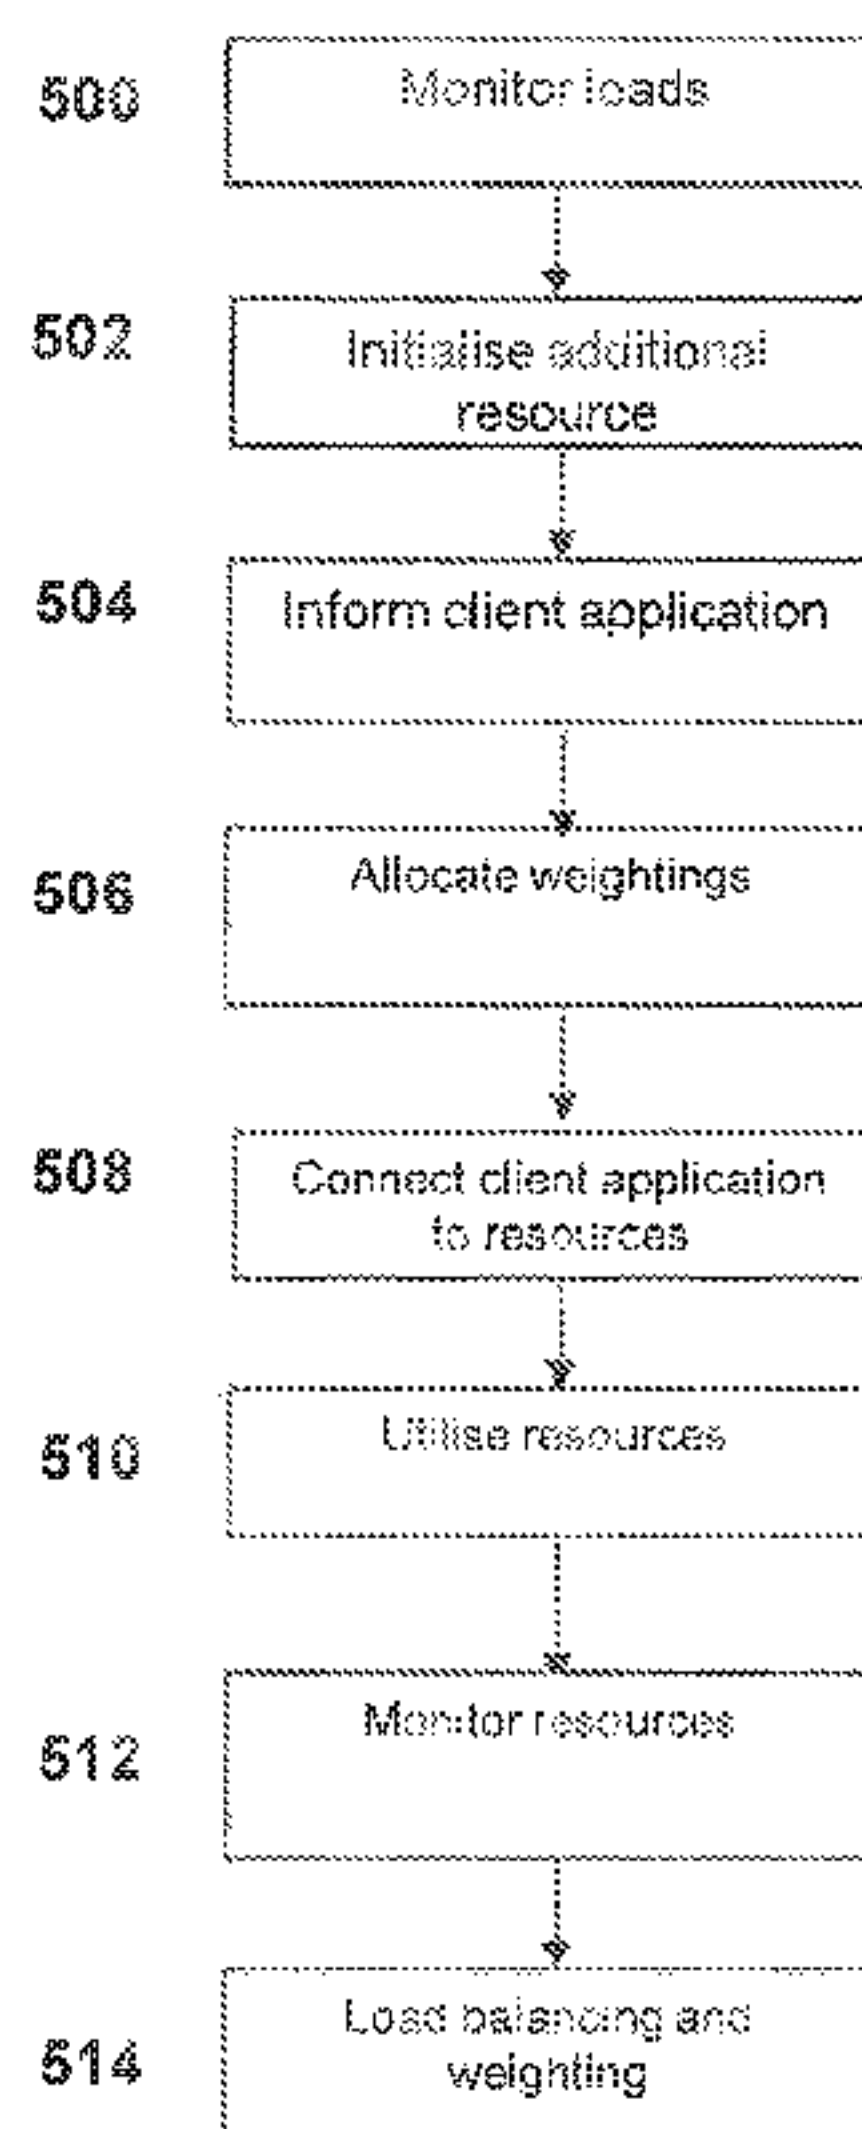 500
Monitor loads
502
Initialise additional
resource
504
Inform client application
506
Allocate weightings
508
Connect client application
to resources
510
Utilise resources
512
Monitor resources
514
Load balancing and
weighting